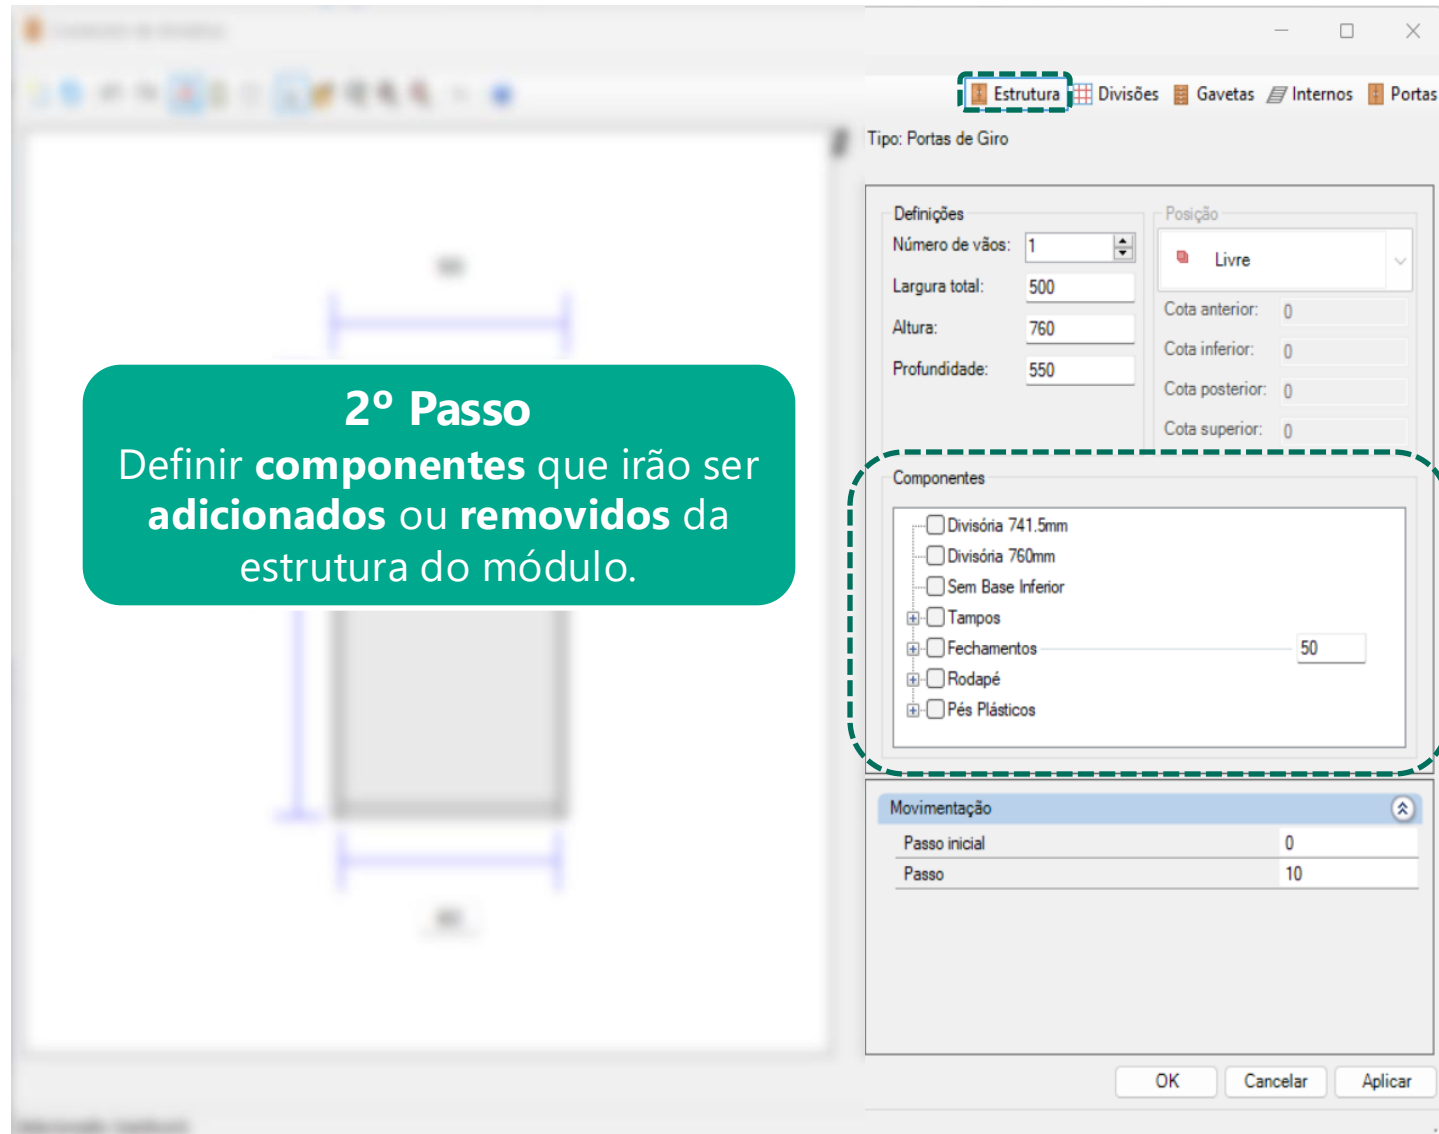 Estrutura Divisões Gavetas Internos Portas
Tipo: Portas de Giro
Definições
Número de vãos: 1
Largura total: 500
Altura: 760
Profundidade: 550
Posição
Livre
Cota anterior: 0
Cota inferior: 0
Cota posterior: 0
Cota superior: 0
2º Passo
Definir componentes que irão ser
adicionados ou removidos da
estrutura do módulo.
Componentes
Divisória 741.5mm
Divisória 760mm
Sem Base Inferior
Tampos
Fechamentos 50
Rodapé
Pés Plásticos
Movimentação
Passo inicial 0
Passo 10
OK Cancelar Aplicar